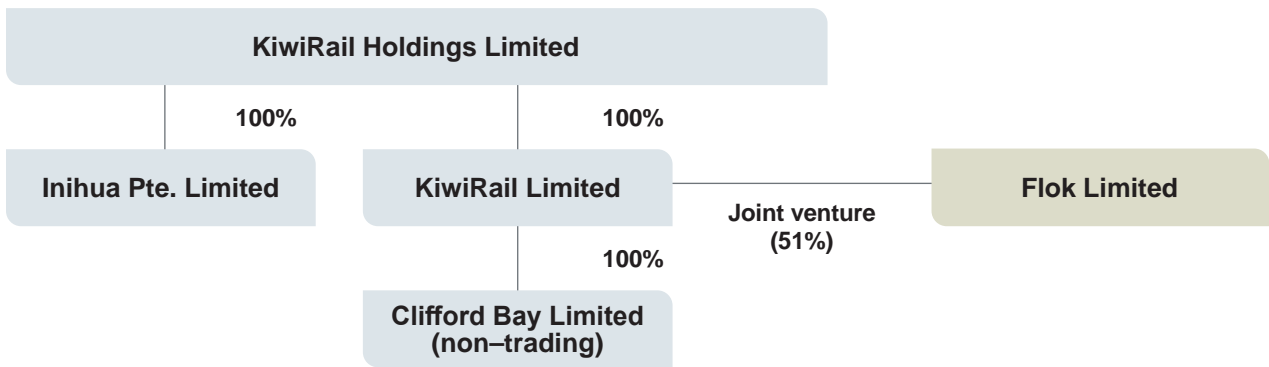 KiwiRail Holdings Limited
100%
100%
Inihua Pte. Limited
KiwiRail Limited
Flok Limited
Joint venture
(51%)
100%
Clifford Bay Limited
(non–trading)